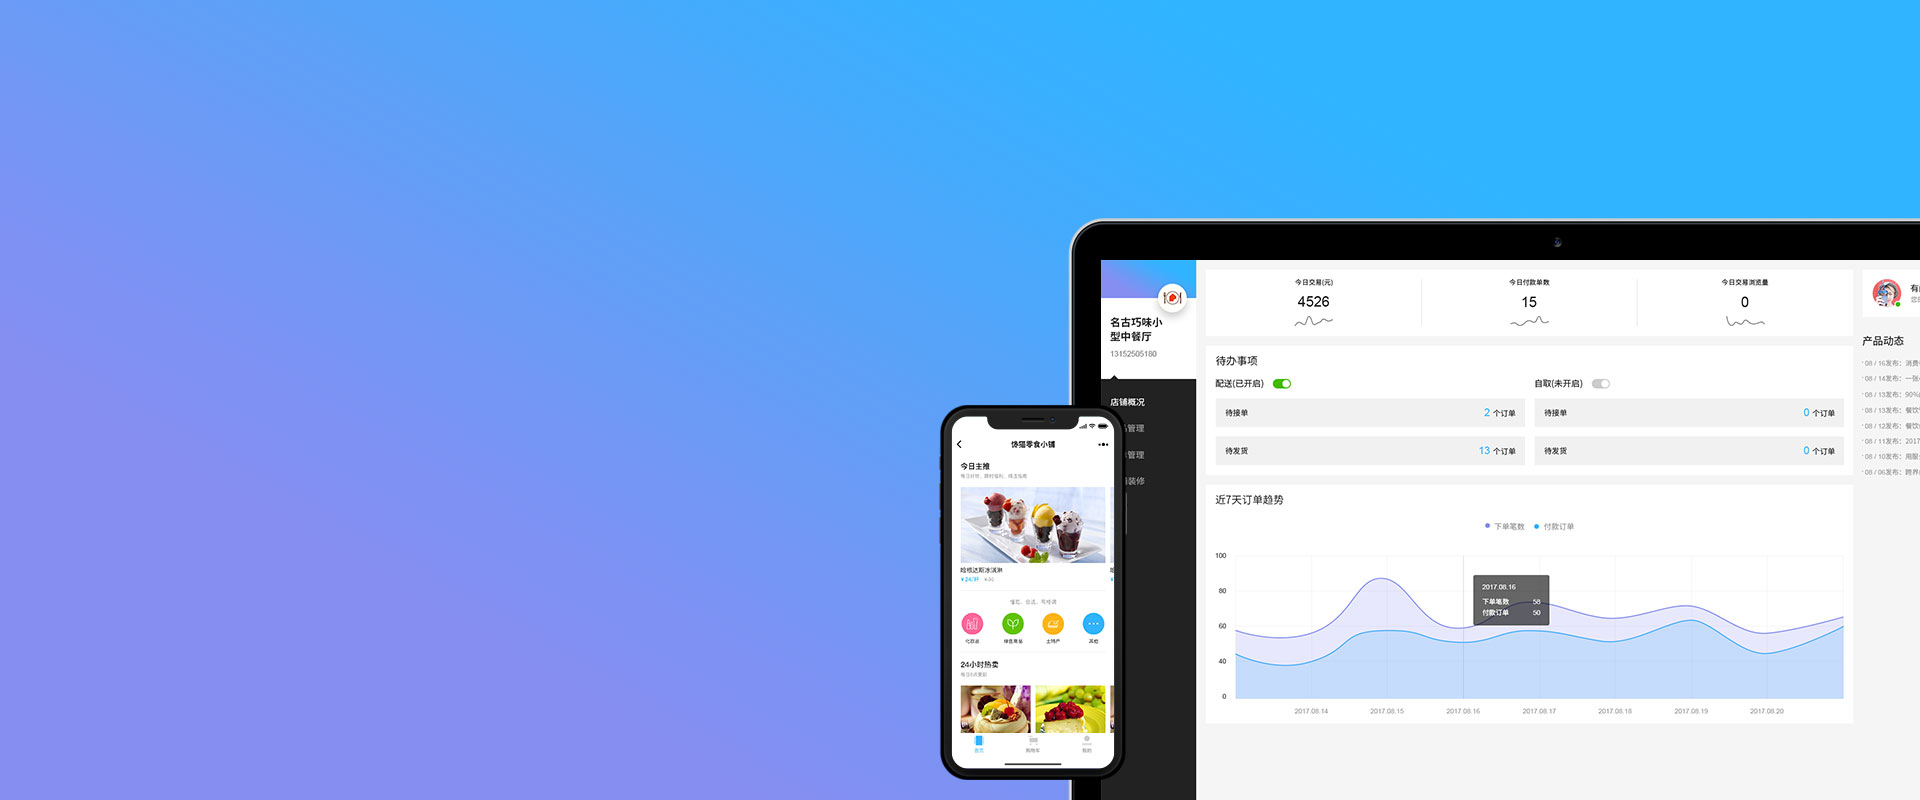 今日交易(元)
4526
今日付款单数
15
今日交易浏览量
0
名古巧味小
型中餐厅
13152505180
店铺概况
管理
管理
装修
待办事项
配送(已开启)
自取(未开启)
待接单
2 个订单
待接单
0 个订单
待发货
13 个订单
待发货
0 个订单
近7天订单趋势
下单笔数
付款订单
100
80
60
40
0
2017.08.16
下单笔数 58
付款订单 50
2017.08.14
2017.08.15
2017.08.16
2017.08.17
2017.08.18
2017.08.19
2017.08.20
产品动态
08 / 16发布：消费
08 / 14发布：一张
08 / 13发布：90%
08 / 13发布：餐饮
08 / 12发布：餐饮
08 / 11发布：2017
08 / 10发布：用服
08 / 06发布：跨界
馋猫零食小铺
今日主推
哈根达斯冰淇淋
¥24/杯
化妆品
绿色食品
土特产
其他
24小时热卖
首页
购物车
我的